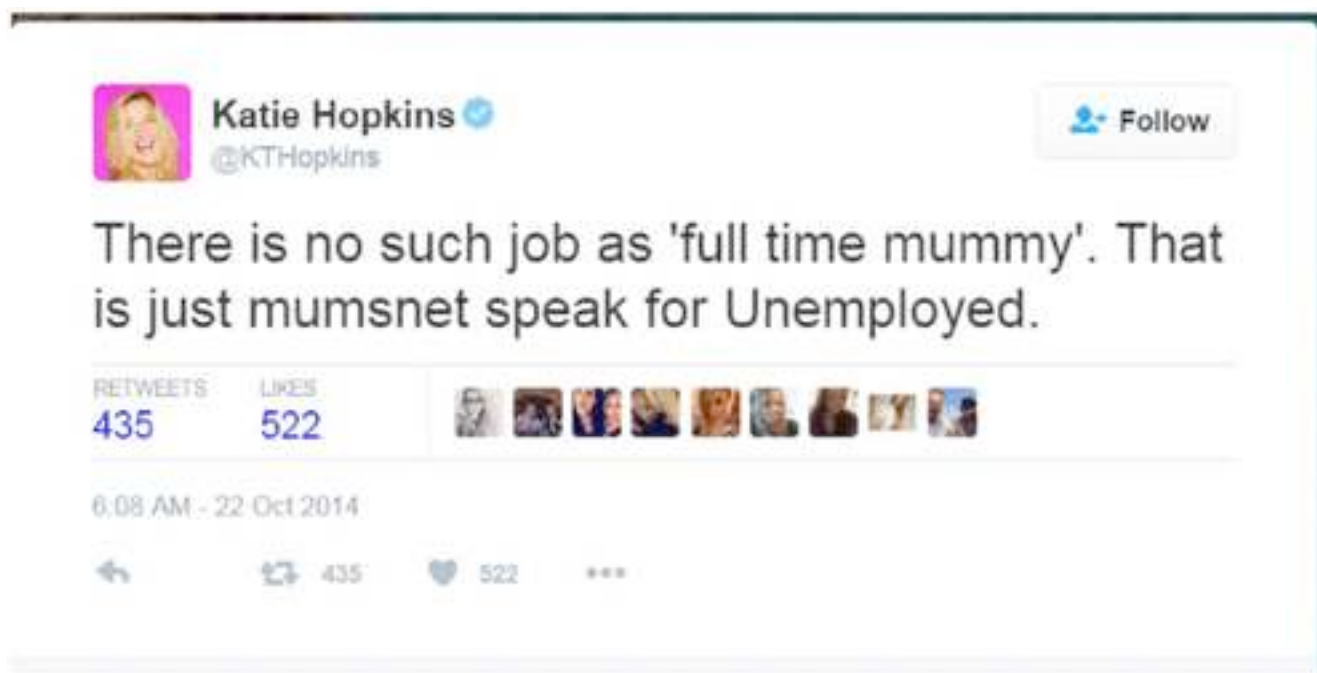 Katie Hopkins
@KTHopkins
Follow
There is no such job as 'full time mummy'. That
is just mumsnet speak for Unemployed.
RETWEETS LIKES
435 522
6:08 AM - 22 Oct 2014
435 522